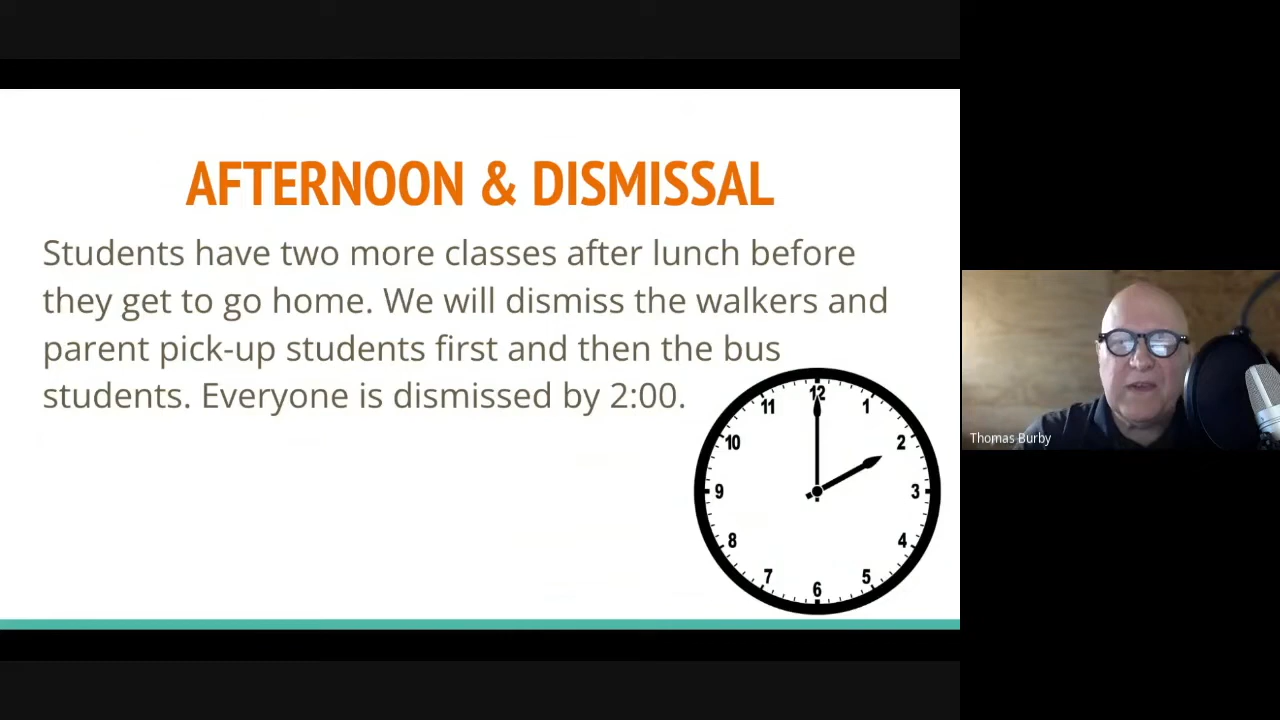 AFTERNOON & DISMISSAL
Students have two more classes after lunch before
they get to go home. We will dismiss the walkers and
parent pick-up students first and then the bus
students. Everyone is dismissed by 2:00.
12
11
1
10
2
9
3
8
4
7
5
6
Thomas Burby